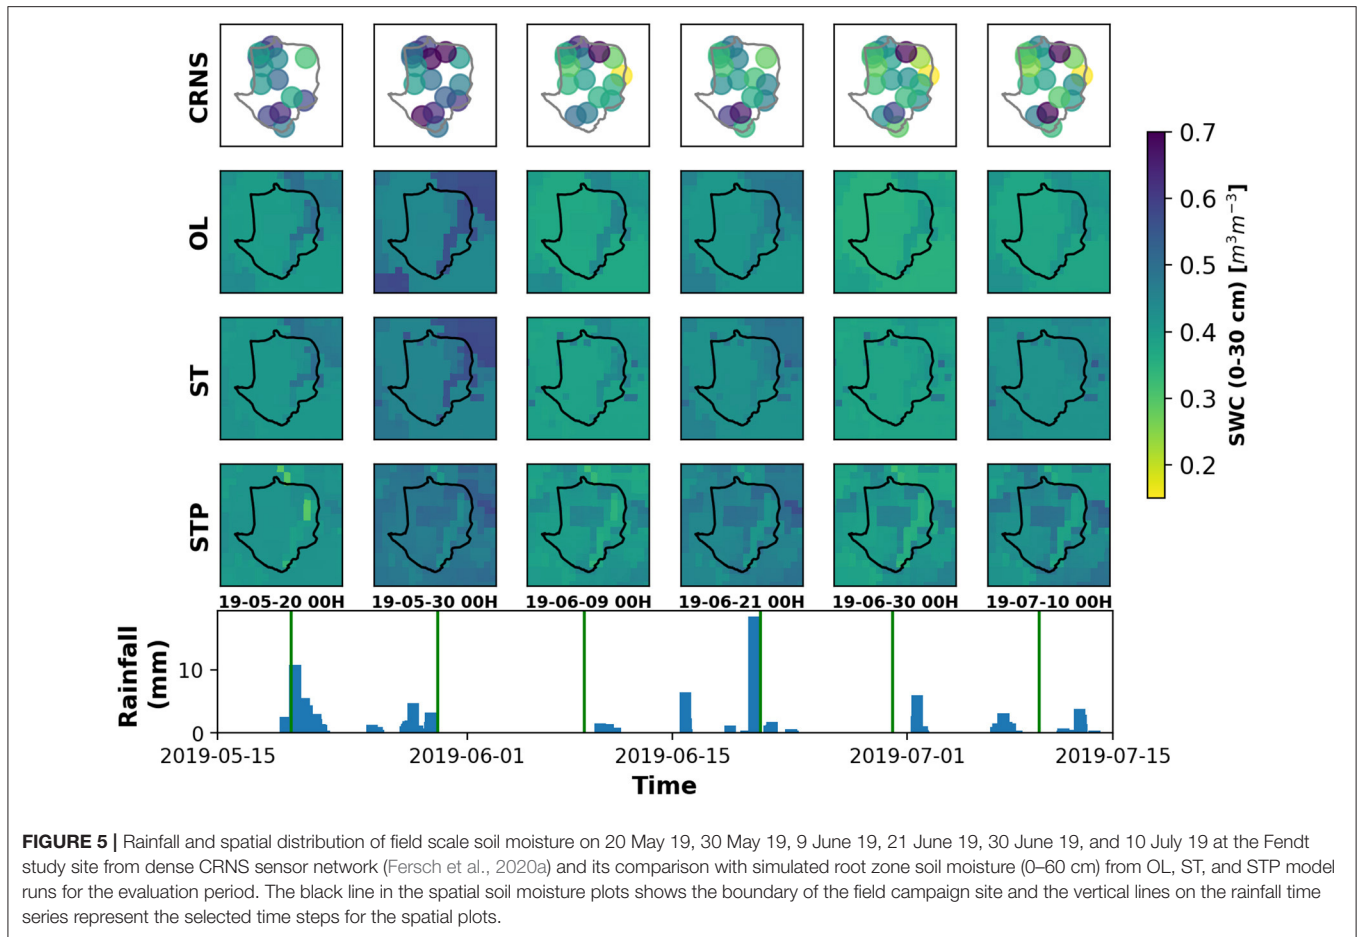 CRNS
OL
ST
STP
0.7
0.6
0.5
0.4
0.3
0.2
SWC (0-30 cm) [m³m⁻³]
19-05-20 00H 19-05-30 00H 19-06-09 00H 19-06-21 00H 19-06-30 00H 19-07-10 00H
Rainfall
(mm)
10
0
2019-05-15 2019-06-01 2019-06-15 2019-07-01 2019-07-15
Time
FIGURE 5 | Rainfall and spatial distribution of field scale soil moisture on 20 May 19, 30 May 19, 9 June 19, 21 June 19, 30 June 19, and 10 July 19 at the Fendt
study site from dense CRNS sensor network (Fersch et al., 2020a) and its comparison with simulated root zone soil moisture (0–60 cm) from OL, ST, and STP model
runs for the evaluation period. The black line in the spatial soil moisture plots shows the boundary of the field campaign site and the vertical lines on the rainfall time
series represent the selected time steps for the spatial plots.